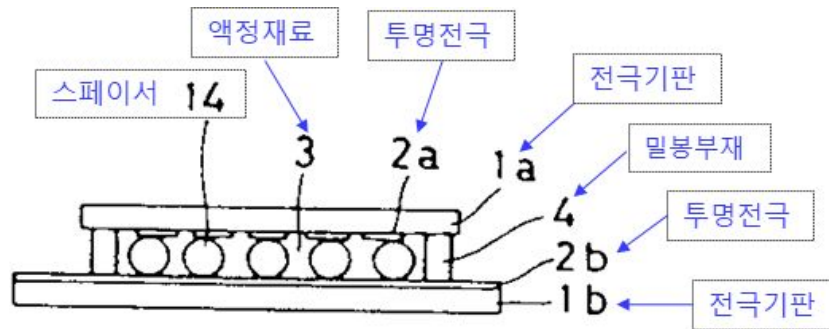 액정재료 투명전극
전극기판
스페이서 14
3 2a 1a
밀봉부재
4
투명전극
2b
1b 전극기판